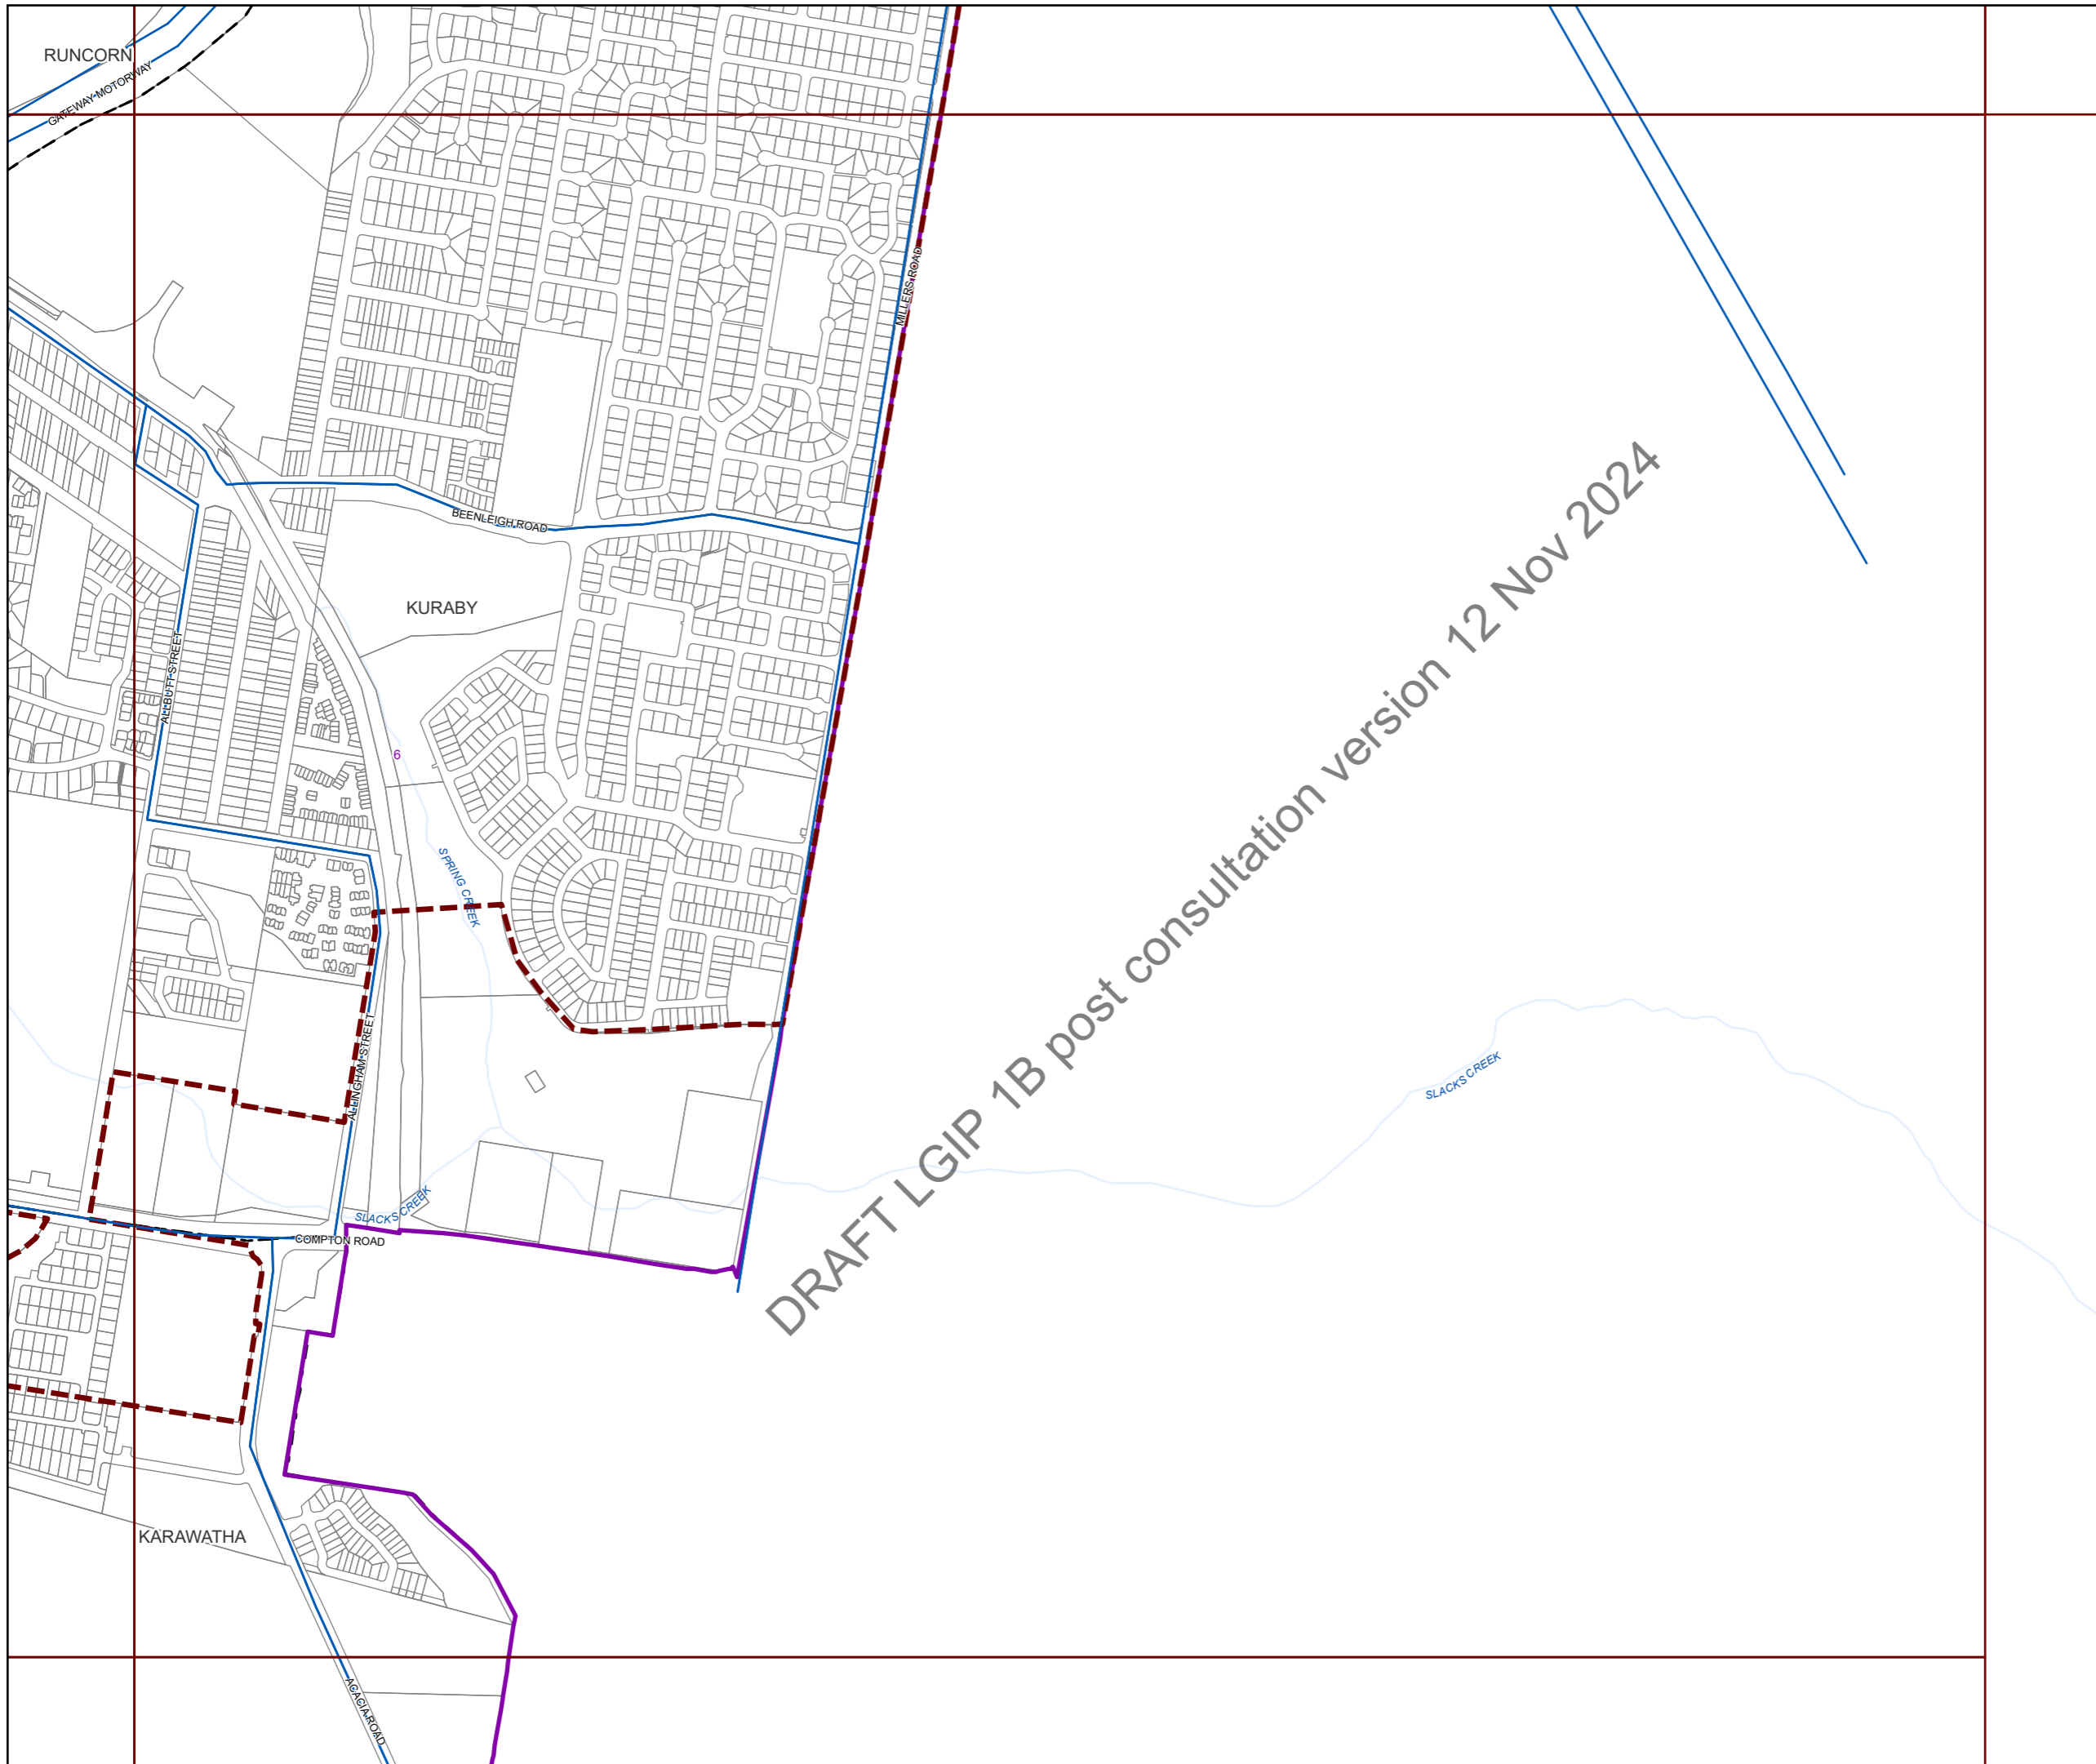 RUNCORN
GATEWAY MOTORWAY
MILLERS ROAD
BEENLEIGH ROAD
KURABY
ALLBUTT STREET
6
SPRING CREEK
ALLINGHAM STREET
SLACKS CREEK
SLACKS CREEK
COMPTON ROAD
DRAFT LGIP 1B post consultation version 12 Nov 2024
KARAWATHA
ACACIA ROAD